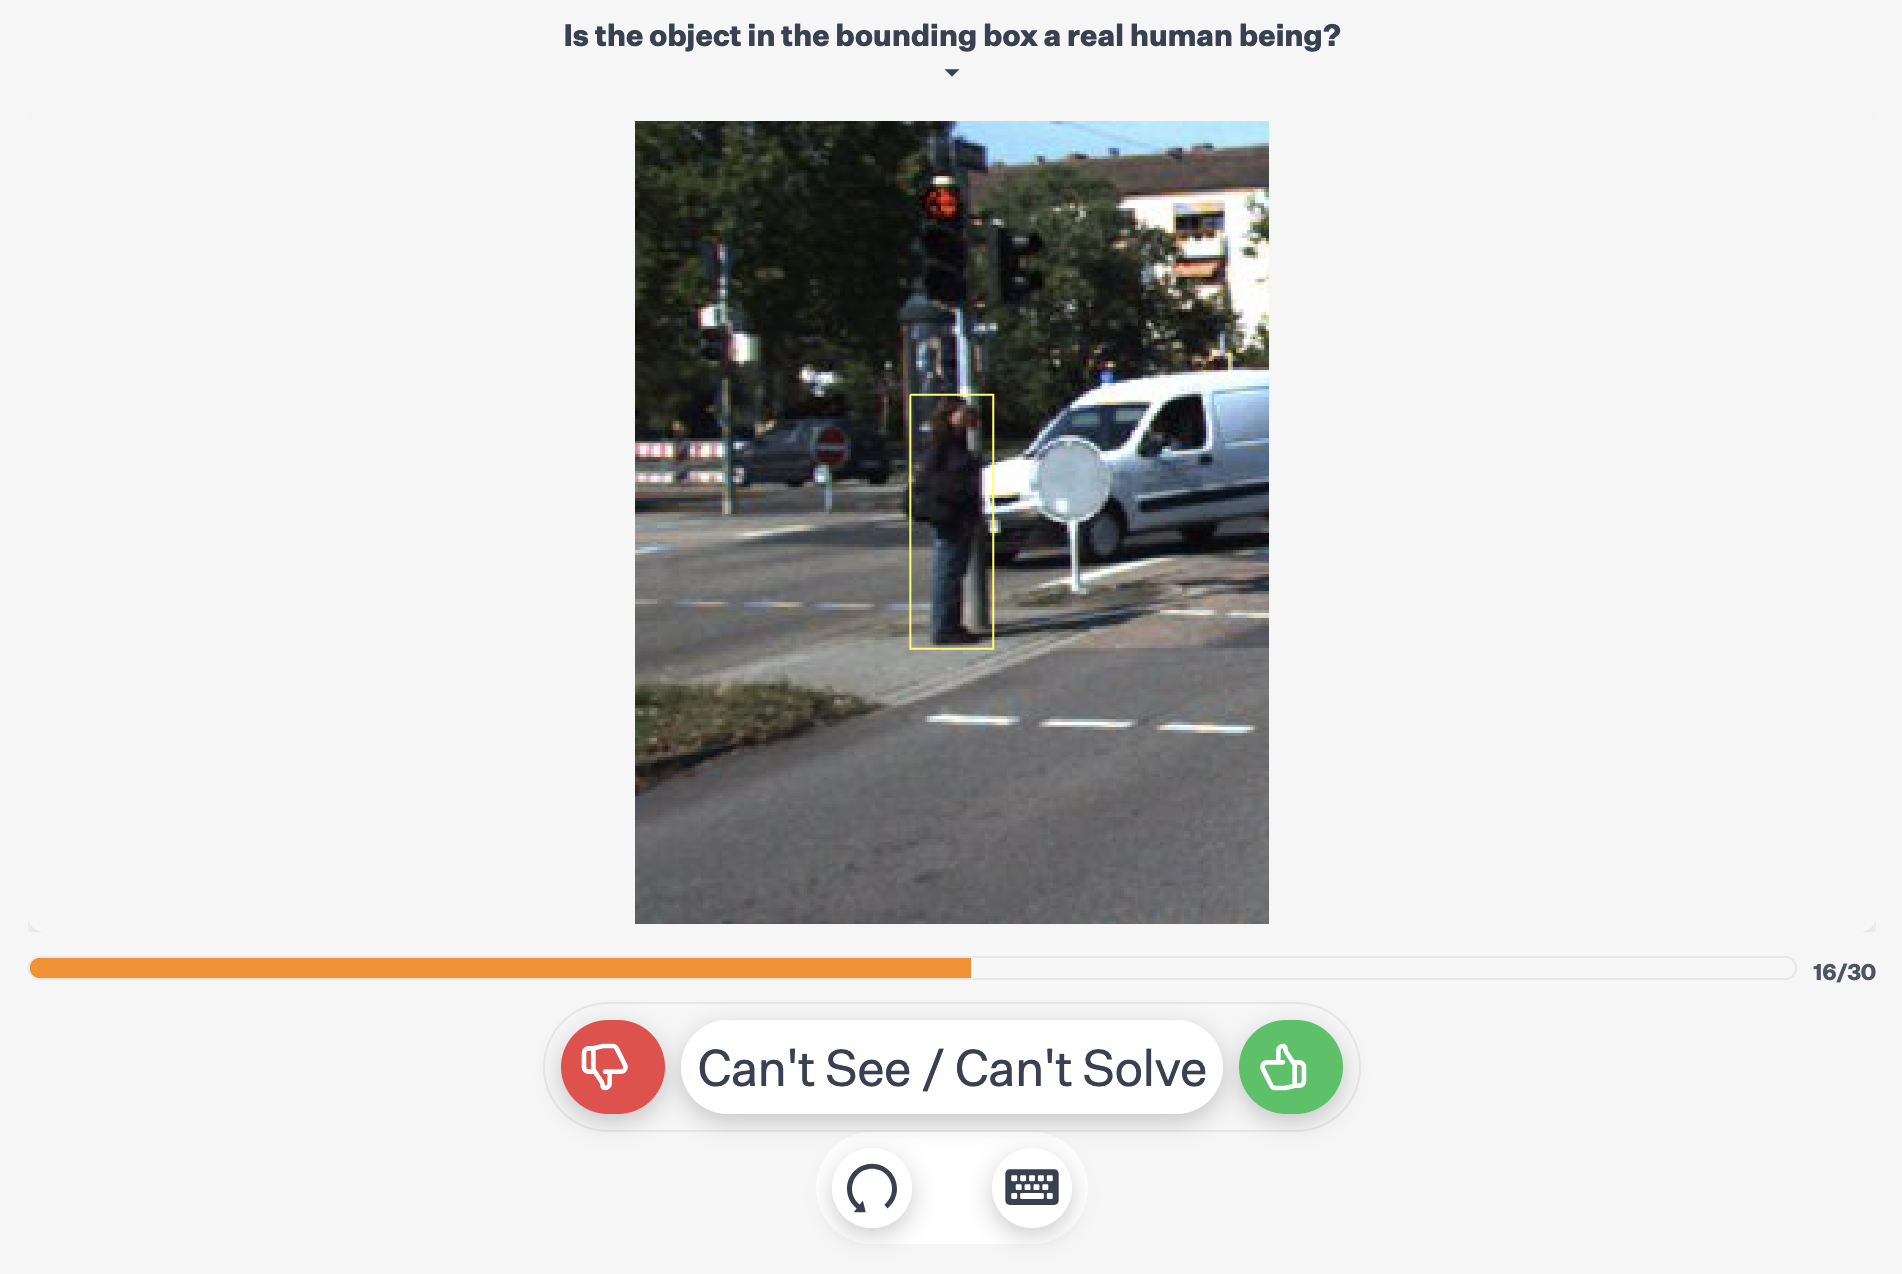 Is the object in the bounding box a real human being?
16/30
Can't See / Can't Solve